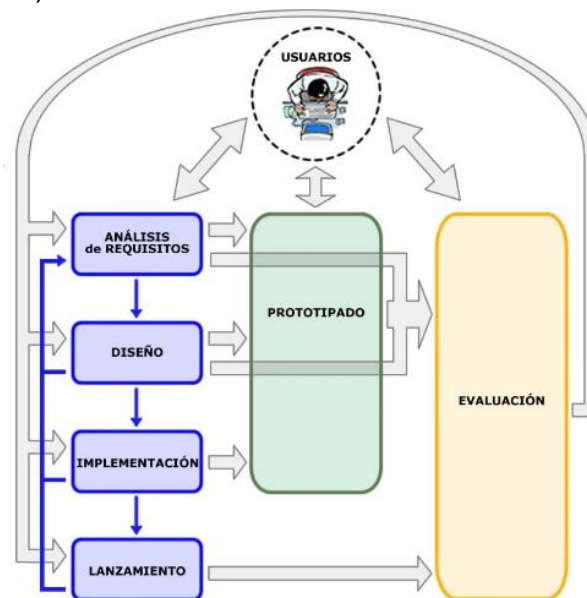 USUARIOS
ANÁLISIS
de REQUISITOS
PROTOTIPADO
DISEÑO
EVALUACIÓN
IMPLEMENTACIÓN
LANZAMIENTO